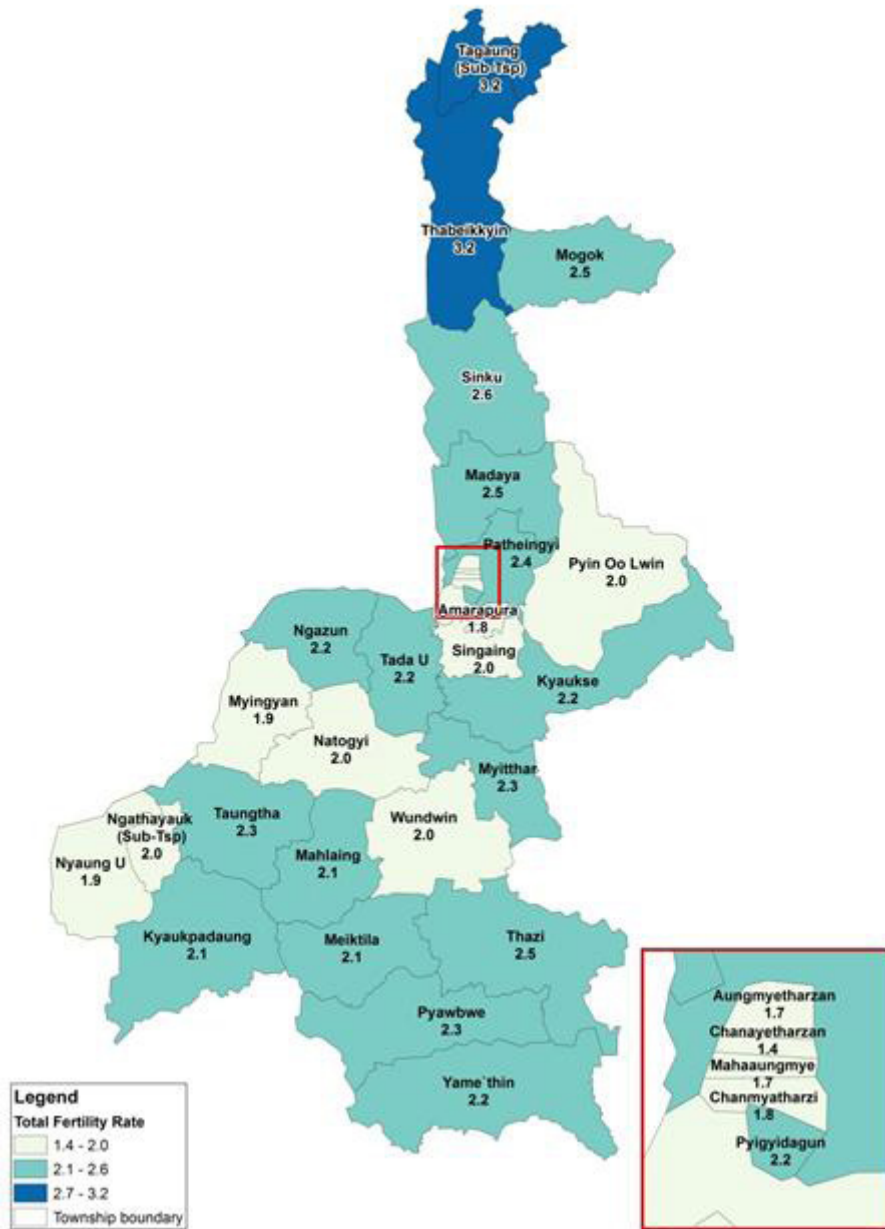 Tagaung
(Sub-Tsp)
3.2
Thabeikkyin
3.2
Mogok
2.5
Sinku
2.6
Madaya
2.5
Patheingyi
2.4
Pyin Oo Lwin
2.0
Amarapura
1.8
Singaing
2.0
Ngazun
2.2
Tada U
2.2
Kyaukse
2.2
Myingyan
1.9
Natogyi
2.0
Myitthar
2.3
Ngathayauk
(Sub-Tsp)
2.0
Taungtha
2.3
Wundwin
2.0
Nyaung U
1.9
Mahlaing
2.1
Kyaukpadaung
2.1
Meiktila
2.1
Thazi
2.5
Pyawbwe
2.3
Yame`thin
2.2
Aungmyetharzan
1.7
Chanayetharzan
1.4
Mahaaungmye
1.7
Chanmyatharzi
1.8
Pyigyidagun
2.2
Legend
Total Fertility Rate
1.4 - 2.0
2.1 - 2.6
2.7 - 3.2
Township boundary